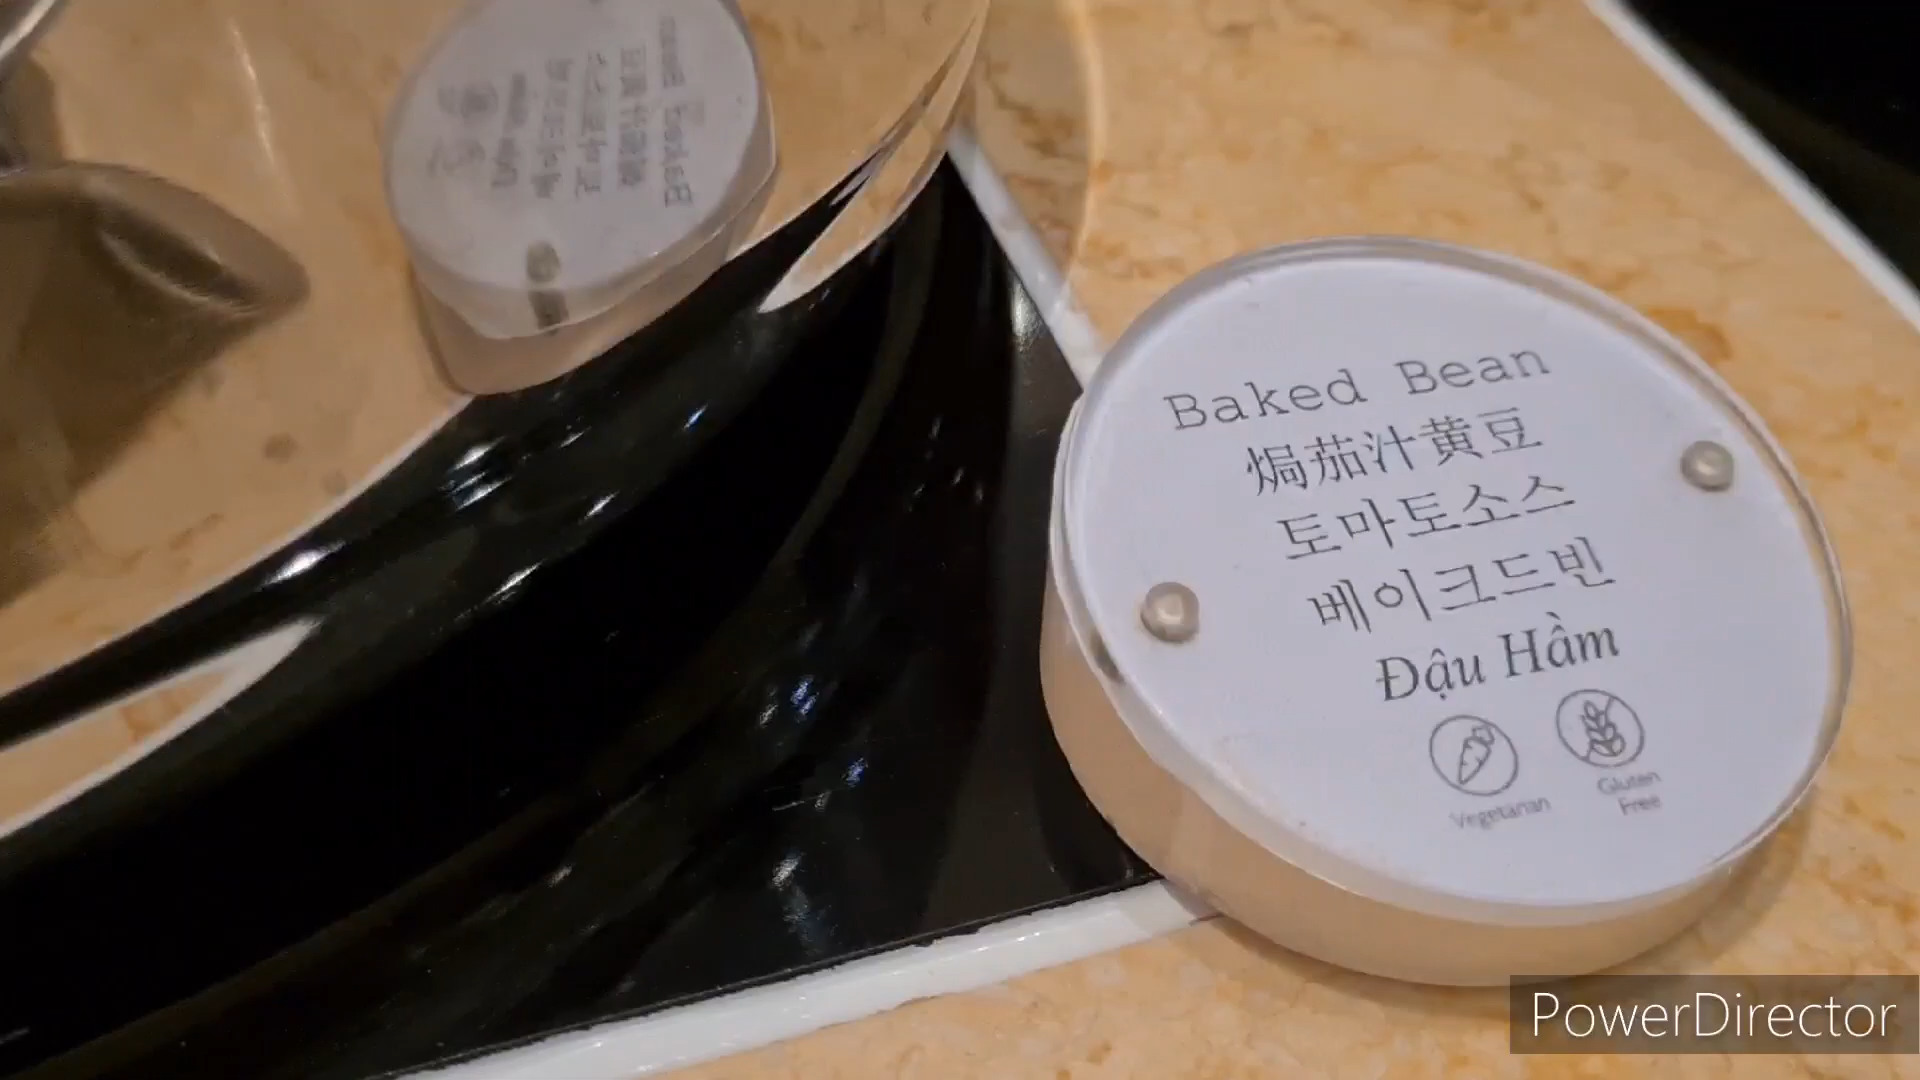 Baked Bean
焗茄汁黄豆
토마토소스
베이크드빈
Đậu Hầm
Vegetarian
Gluten
Free
PowerDirector